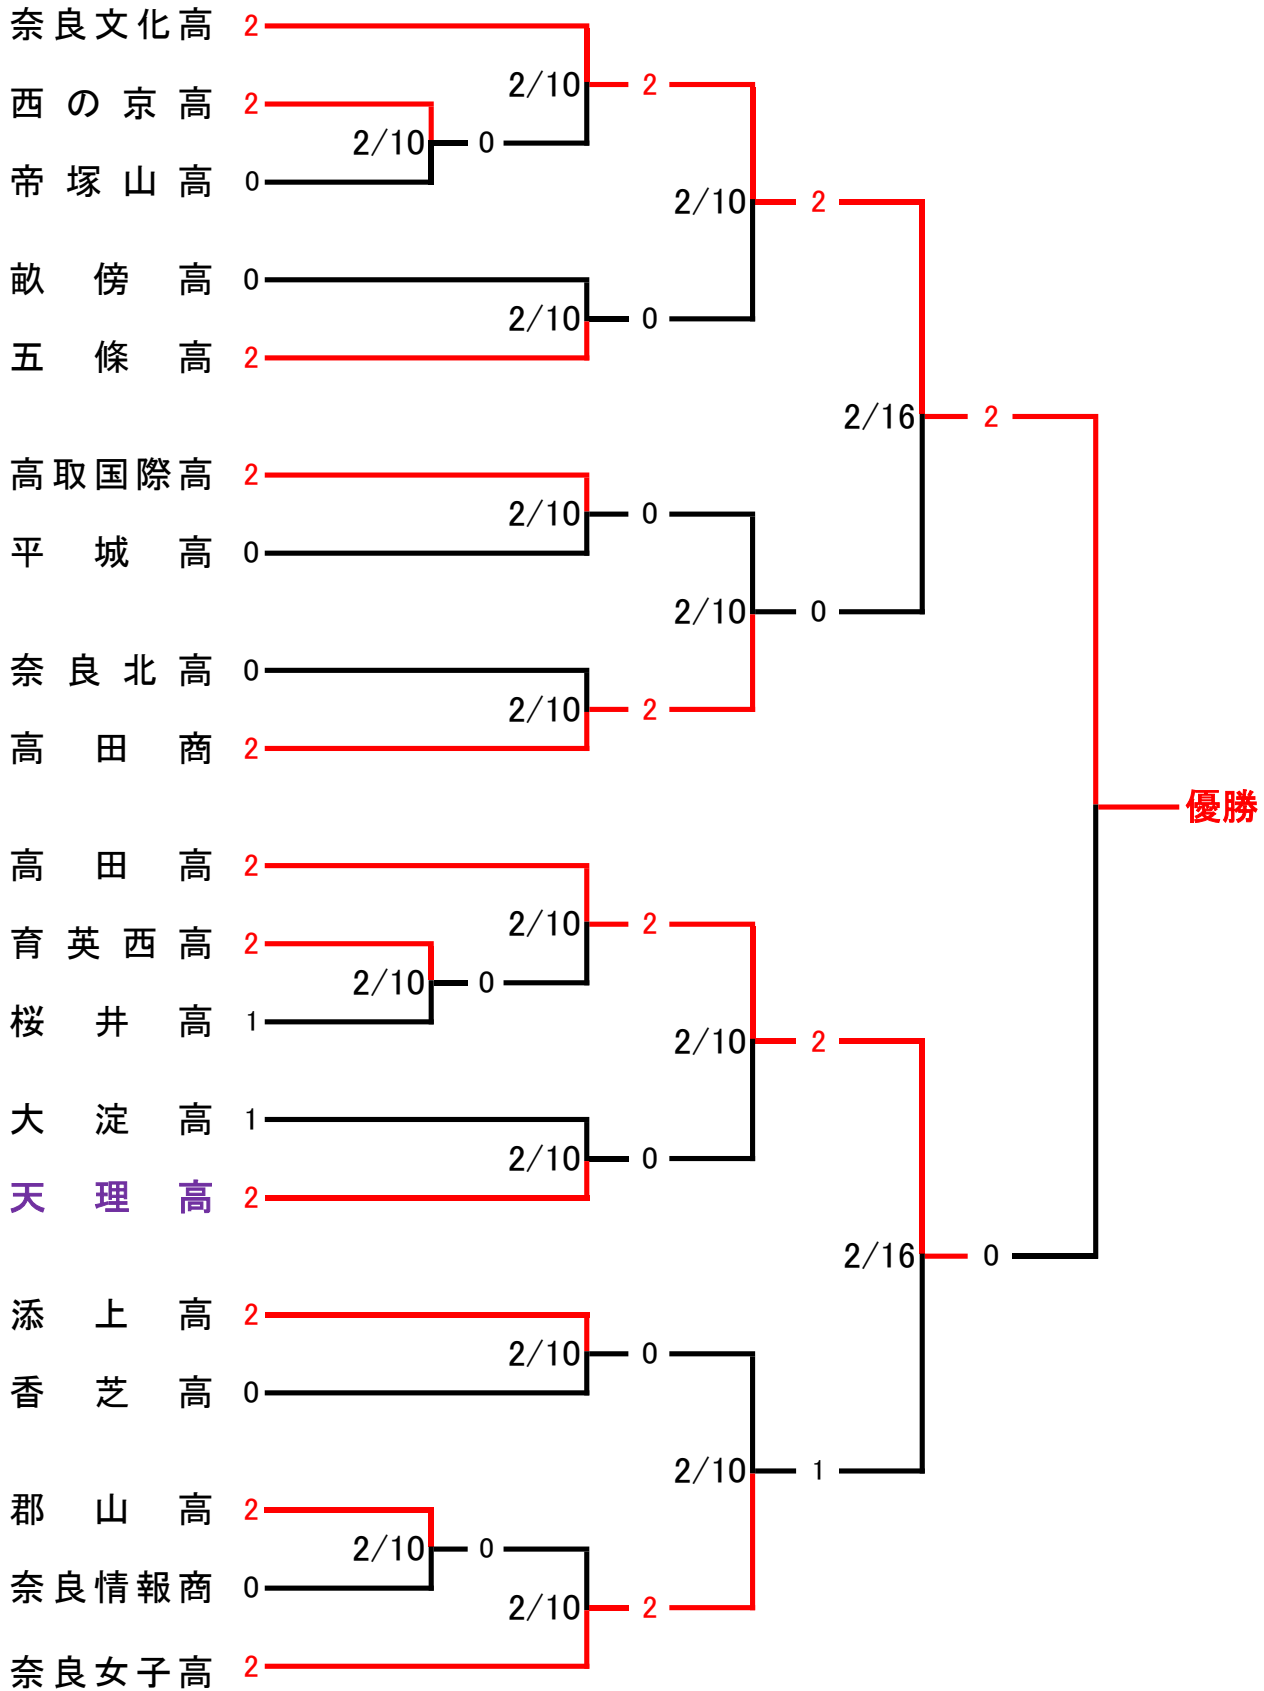 奈良文化高 2
2/10 2
西の京高 2
2/10 0
帝塚山高 0
2/10 2
畝傍高 0
2/10 0
五條高 2
2/16 2
高取国際高 2
2/10 0
平城高 0
2/10 0
奈良北高 0
2/10 2
高田商 2
優勝
高田高 2
2/10 2
育英西高 2
2/10 0
桜井高 1
2/10 2
大淀高 1
2/10 0
天理高 2
2/16 0
添上高 2
2/10 0
香芝高 0
2/10 1
郡山高 2
2/10 0
奈良情報商 0
2/10 2
奈良女子高 2